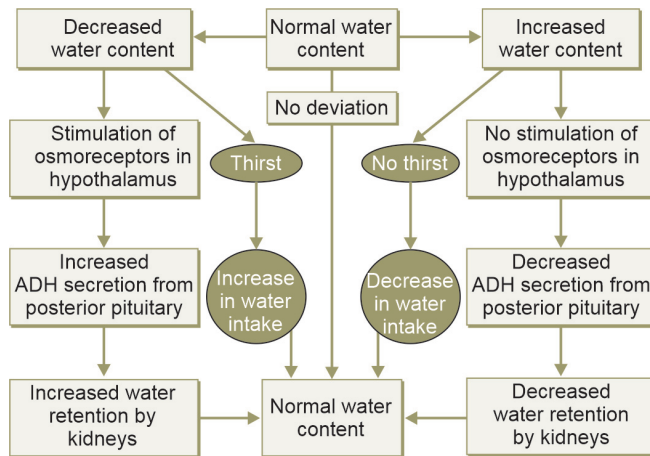 Decreased
water content
Normal water
content
Increased
water content
No deviation
Stimulation of
osmoreceptors in
hypothalamus
Thirst
No thirst
No stimulation of
osmoreceptors in
hypothalamus
Increased
ADH secretion from
posterior pituitary
Increase
in water
intake
Decrease
in water
intake
Decreased
ADH secretion from
posterior pituitary
Increased water
retention by
kidneys
Normal water
content
Decreased
water retention
by kidneys